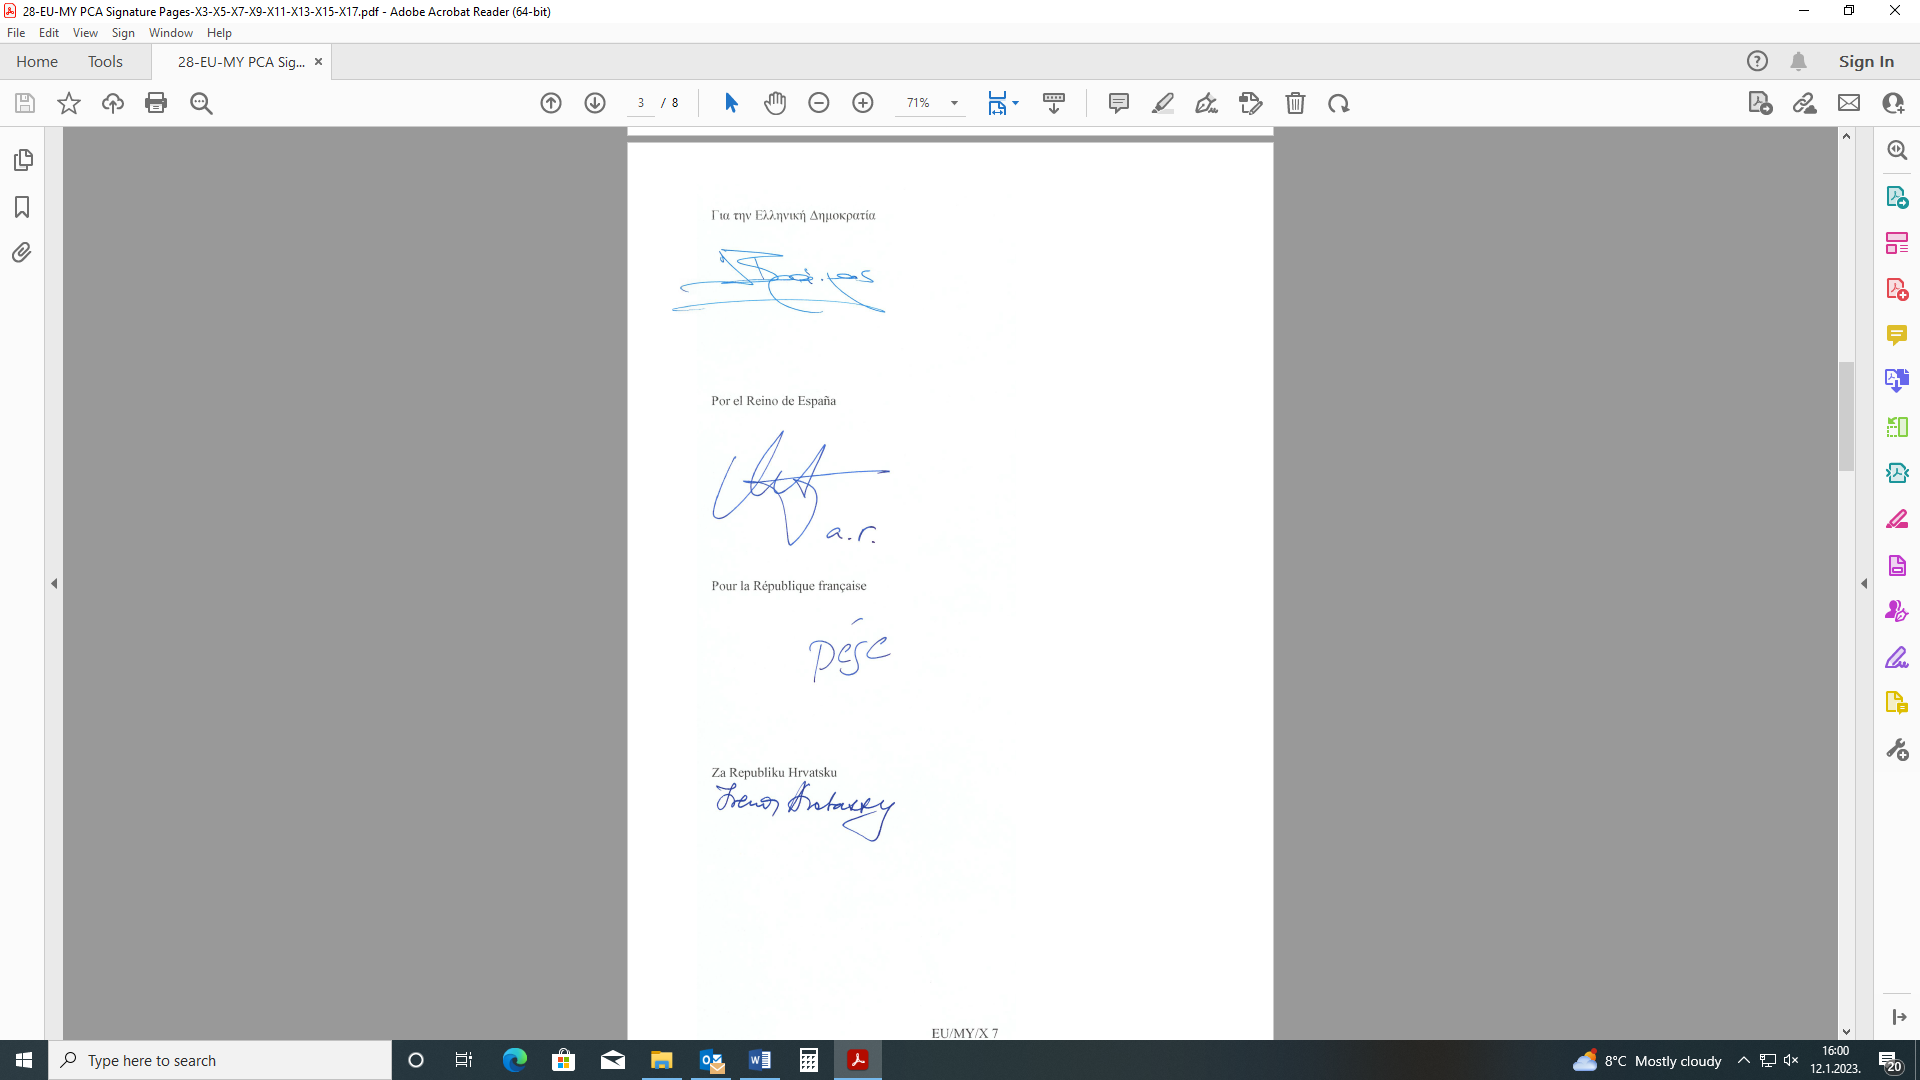 28-EU-MY PCA Signature Pages-X3-X5-X7-X9-X11-X13-X15-X17.pdf - Adobe Acrobat Reader (64-bit)
File Edit View Sign Window Help
Home Tools 28-EU-MY PCA Sig... Sign In
3 / 8 71%
Για την Ελληνική Δημοκρατία
Por el Reino de España
a.r.
Pour la République française
Za Republiku Hrvatsku
EU/MY/X 7
Type here to search
8°C Mostly cloudy
16:00
12.1.2023.
20